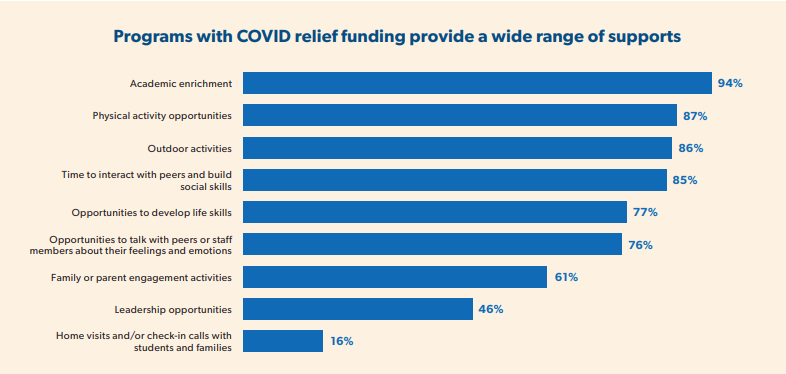 Programs with COVID relief funding provide a wide range of supports
Academic enrichment
94%
Physical activity opportunities
87%
Outdoor activities
86%
Time to interact with peers and build
social skills
85%
Opportunities to develop life skills
77%
Opportunities to talk with peers or staff
members about their feelings and emotions
76%
Family or parent engagement activities
61%
Leadership opportunities
46%
Home visits and/or check-in calls with
students and families
16%